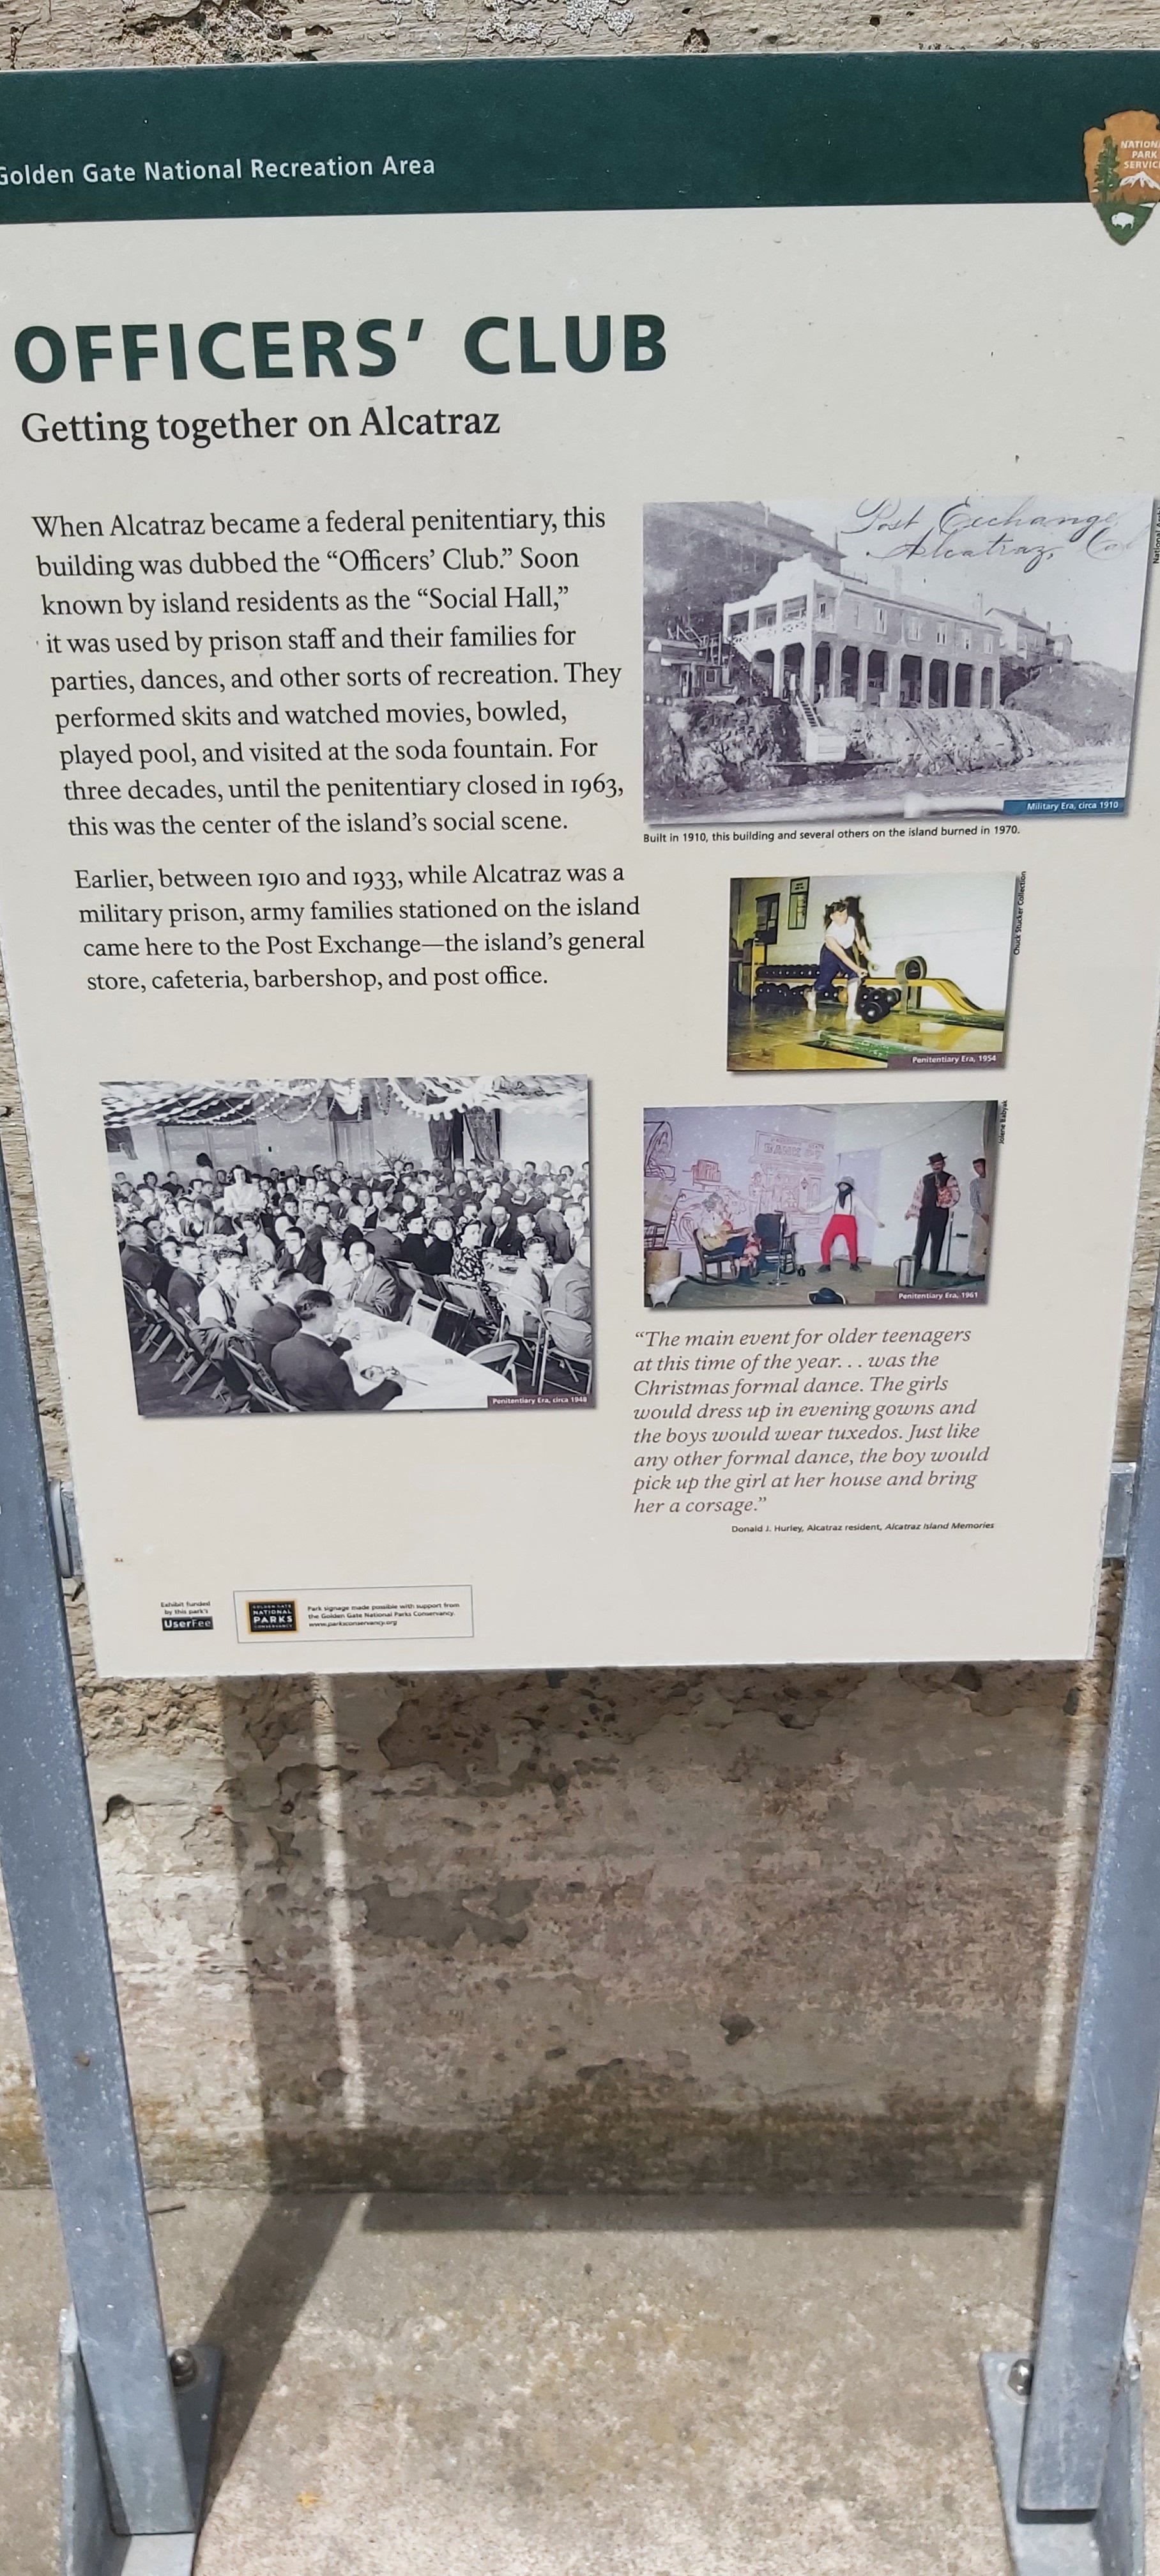 Golden Gate National Recreation Area
NATIONAL
PARK
SERVICE
OFFICERS’ CLUB
Getting together on Alcatraz
When Alcatraz became a federal penitentiary, this
building was dubbed the “Officers’ Club.” Soon
known by island residents as the “Social Hall,”
it was used by prison staff and their families for
parties, dances, and other sorts of recreation. They
performed skits and watched movies, bowled,
played pool, and visited at the soda fountain. For
three decades, until the penitentiary closed in 1963,
this was the center of the island’s social scene.
Earlier, between 1910 and 1933, while Alcatraz was a
military prison, army families stationed on the island
came here to the Post Exchange—the island’s general
store, cafeteria, barbershop, and post office.
Post Exchange
Alcatraz, Cal
Military Era, circa 1910
Built in 1910, this building and several others on the island burned in 1970.
Chuck Stucker Collection
Penitentiary Era, 1954
Jolene Babyak
Penitentiary Era, 1961
Penitentiary Era, circa 1940
“The main event for older teenagers
at this time of the year. . . was the
Christmas formal dance. The girls
would dress up in evening gowns and
the boys would wear tuxedos. Just like
any other formal dance, the boy would
pick up the girl at her house and bring
her a corsage.”
Donald J. Hurley, Alcatraz resident, Alcatraz Island Memories
Exhibit funded
by this park's
UserFee
GOLDEN GATE
NATIONAL
PARKS
CONSERVANCY
Park signage made possible with support from
the Golden Gate National Parks Conservancy.
www.parksconservancy.org